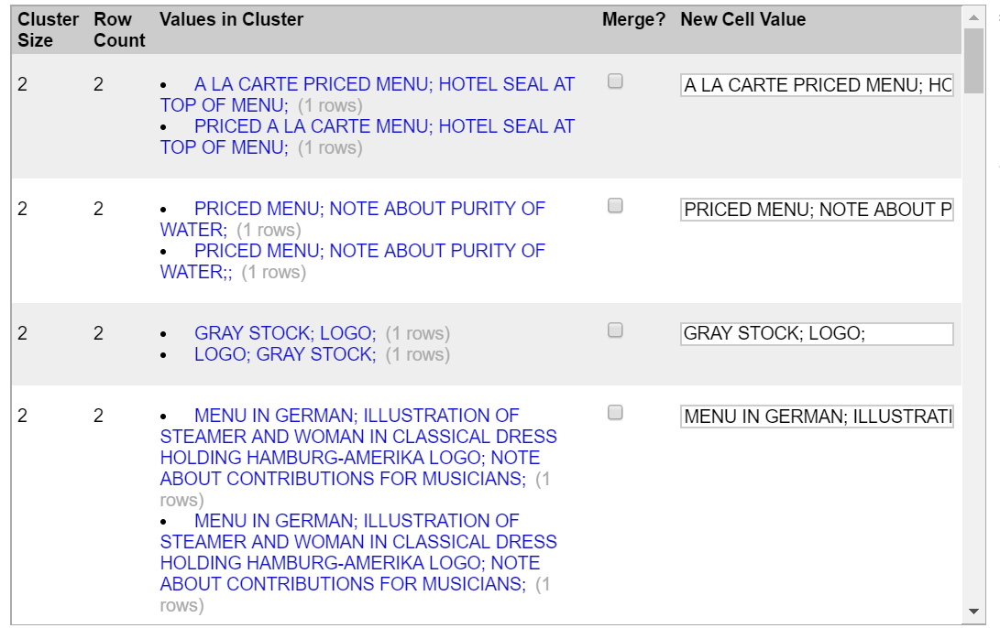 Cluster Size Row Count Values in Cluster Merge? New Cell Value
2 2 • A LA CARTE PRICED MENU; HOTEL SEAL AT A LA CARTE PRICED MENU; HO
TOP OF MENU; (1 rows)
• PRICED A LA CARTE MENU; HOTEL SEAL AT
TOP OF MENU; (1 rows)
2 2 • PRICED MENU; NOTE ABOUT PURITY OF PRICED MENU; NOTE ABOUT P
WATER; (1 rows)
• PRICED MENU; NOTE ABOUT PURITY OF
WATER;; (1 rows)
2 2 • GRAY STOCK; LOGO; (1 rows) GRAY STOCK; LOGO;
• LOGO; GRAY STOCK; (1 rows)
2 2 • MENU IN GERMAN; ILLUSTRATION OF MENU IN GERMAN; ILLUSTRATI
STEAMER AND WOMAN IN CLASSICAL DRESS
HOLDING HAMBURG-AMERIKA LOGO; NOTE
ABOUT CONTRIBUTIONS FOR MUSICIANS; (1
rows)
• MENU IN GERMAN; ILLUSTRATION OF
STEAMER AND WOMAN IN CLASSICAL DRESS
HOLDING HAMBURG-AMERIKA LOGO; NOTE
ABOUT CONTRIBUTIONS FOR MUSICIANS; (1
rows)